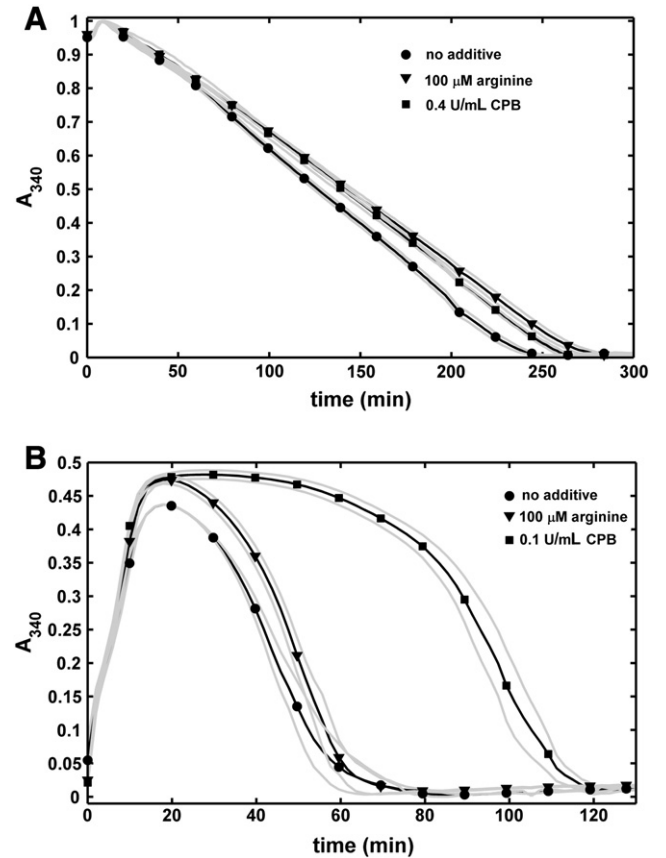 A
1
0.9
0.8
0.7
0.6
0.5
0.4
0.3
0.2
0.1
0
A340
no additive
100 µM arginine
0.4 U/mL CPB
0 50 100 150 200 250 300
time (min)
B
0.5
0.45
0.4
0.35
0.3
0.25
0.2
0.15
0.1
0.05
0
A340
no additive
100 µM arginine
0.1 U/mL CPB
0 20 40 60 80 100 120
time (min)